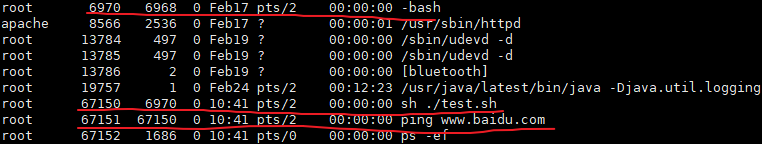 root 6970 6968 0 Feb17 pts/2 00:00:00 -bash
apache 8566 2536 0 Feb17 ? 00:00:01 /usr/sbin/httpd
root 13784 497 0 Feb19 ? 00:00:00 /sbin/udevd -d
root 13785 497 0 Feb19 ? 00:00:00 /sbin/udevd -d
root 13786 2 0 Feb19 ? 00:00:00 [bluetooth]
root 19757 1 0 Feb24 pts/2 00:12:23 /usr/java/latest/bin/java -Djava.util.logging
root 67150 6970 0 10:41 pts/2 00:00:00 sh ./test.sh
root 67151 67150 0 10:41 pts/2 00:00:00 ping www.baidu.com
root 67152 1686 0 10:41 pts/0 00:00:00 ps -ef